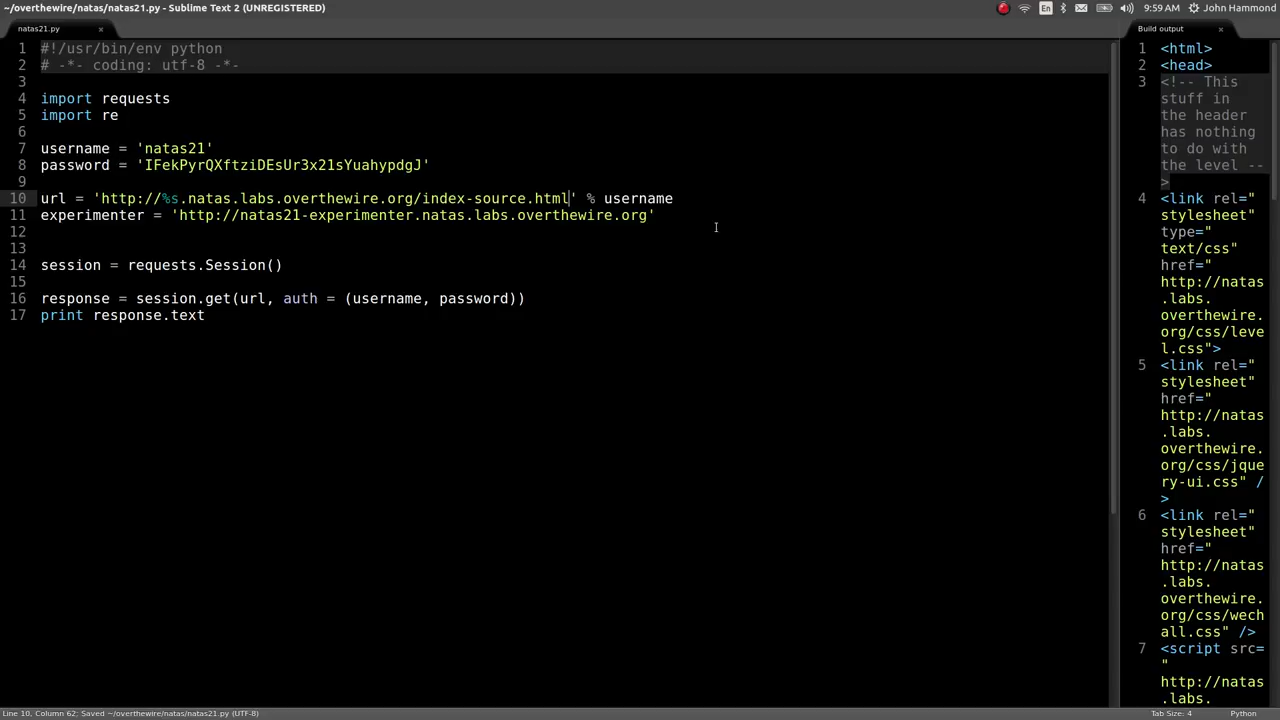 ~/overthewire/natas/natas21.py - Sublime Text 2 (UNREGISTERED)
En
9:59 AM
John Hammond
natas21.py
×
1 #!/usr/bin/env python
2 # -*- coding: utf-8 -*-
3
4 import requests
5 import re
6
7 username = 'natas21'
8 password = 'IFekPyrQXftziDEsUr3x21sYuahypdgJ'
9
10 url = 'http://%s.natas.labs.overthewire.org/index-source.html' % username
11 experimenter = 'http://natas21-experimenter.natas.labs.overthewire.org'
12
13
14 session = requests.Session()
15
16 response = session.get(url, auth = (username, password))
17 print response.text
Build output
×
1 <html>
2 <head>
3 <!-- This
stuff in
the header
has nothing
to do with
the level --
>
4 <link rel="
stylesheet"
type="
text/css"
href="
http://natas
.labs.
overthewire.
org/css/leve
l.css">
5 <link rel="
stylesheet"
href="
http://natas
.labs.
overthewire.
org/css/jque
ry-ui.css" /
>
6 <link rel="
stylesheet"
href="
http://natas
.labs.
overthewire.
org/css/wech
all.css" />
7 <script src=
"
http://natas
.labs.
Line 10, Column 62; Saved ~/overthewire/natas/natas21.py (UTF-8)
Tab Size: 4
Python